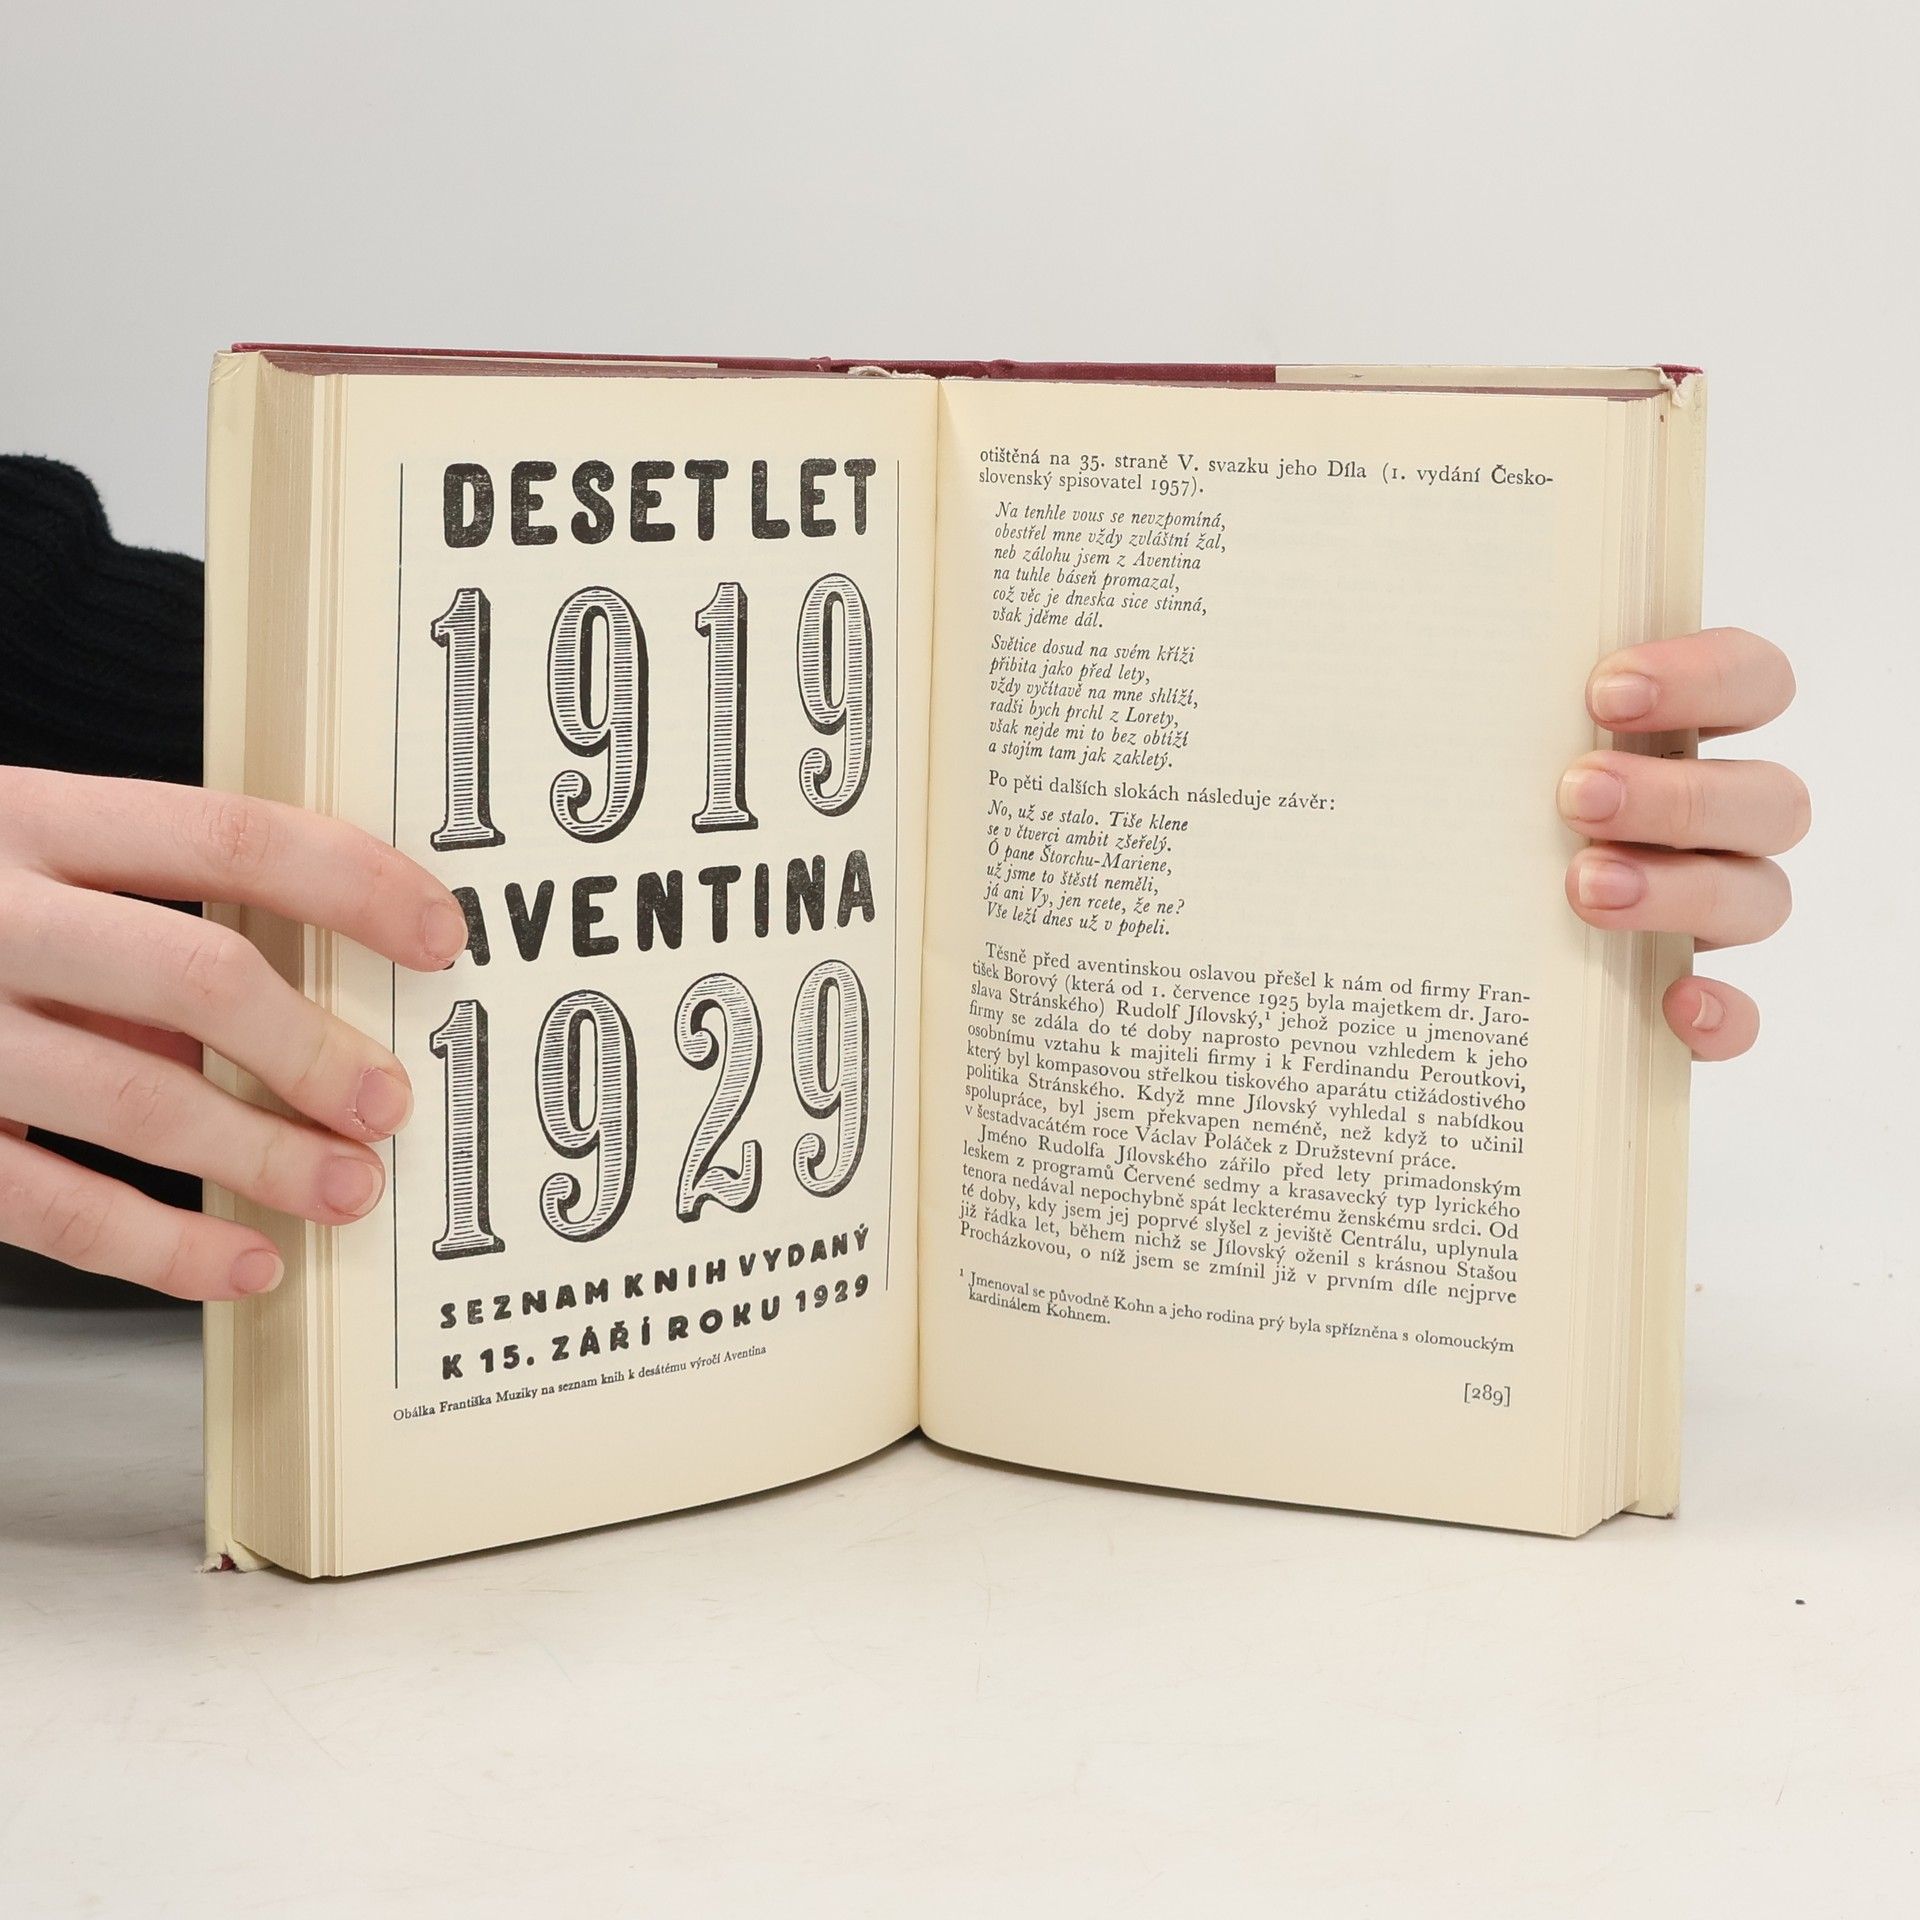 DESET LET
1919
AVENTINA
1929
SEZNAM KNIH VYDANÝ
K 15. ZÁŘÍ ROKU 1929
Obálka Františka Muziky na seznam knih k desátému výročí Aventina
otištěná na 35. straně V. svazku jeho Díla (1. vydání Česko-
slovenský spisovatel 1957).
Na tenhle vous se nevzpomíná,
obestřel mne vždy zvláštní žal,
neb zálohu jsem z Aventina
na tuhle báseň promazal,
což věc je dneska sice stinná,
však jděme dál.
Světice dosud na svém kříži
přibita jako před lety,
vždy vyčítavě na mne shlíží,
radši bych prchl z Lorety,
však nejde mi to bez obtíží
a stojím tam jak zakletý.
Po pěti dalších slokách následuje závěr:
No, už se stalo. Tiše klene
se v čtverci ambit zšeřelý.
Ó pane Štorchu-Mariene,
už jsme to štěstí neměli,
já ani Vy, jen rcete, že ne?
Vše leží dnes už v popeli.
Těsně před aventinskou oslavou přešel k nám od firmy Fran-
tišek Borový (která od 1. července 1925 byla majetkem dr. Jaro-
slava Stránského) Rudolf Jílovský,¹ jehož pozice u jmenované
firmy se zdála do té doby naprosto pevnou vzhledem k jeho
osobnímu vztahu k majiteli firmy i k Ferdinandu Peroutkovi,
který byl kompasovou střelkou tiskového aparátu ctižádostivého
politika Stránského. Když mne Jílovský vyhledal s nabídkou
spolupráce, byl jsem překvapen neméně, než když to učinil
v šestadvacátém roce Václav Poláček z Družstevní práce.
Jméno Rudolfa Jílovského zářilo před lety primadonským
leskem z programů Červené sedmy a krasavecký typ lyrického
tenora nedával nepochybně spát leckterému ženskému srdci. Od
té doby, kdy jsem jej poprvé slyšel z jeviště Centrálu, uplynula
již řádka let, během nichž se Jílovský oženil s krásnou Stašou
Procházkovou, o níž jsem se zmínil již v prvním díle nejprve
¹ Jmenoval se původně Kohn a jeho rodina prý byla spřízněna s olomouckým
kardinálem Kohnem.
[289]